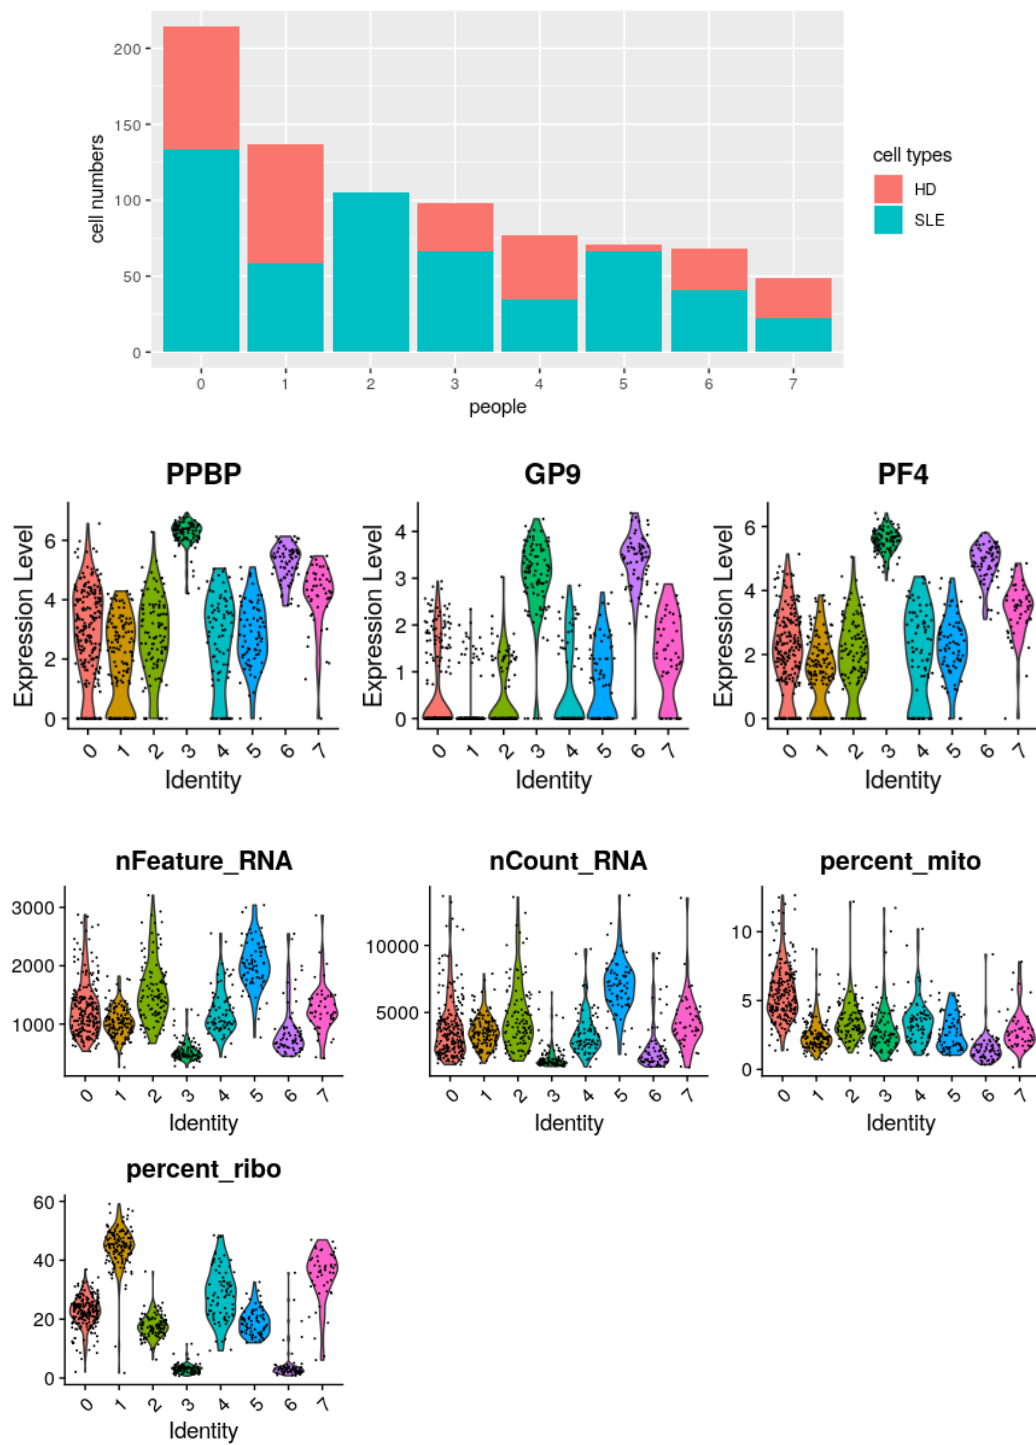 200
150
100
50
0
cell numbers
0 1 2 3 4 5 6 7
people
cell types
HD
SLE
PPBP GP9 PF4
Expression Level
6
4
2
0
0 1 2 3 4 5 6 7
Identity
Expression Level
4
3
2
1
0
0 1 2 3 4 5 6 7
Identity
Expression Level
6
4
2
0
0 1 2 3 4 5 6 7
Identity
nFeature_RNA nCount_RNA percent_mito
3000
2000
1000
0 1 2 3 4 5 6 7
Identity
10000
5000
0 1 2 3 4 5 6 7
Identity
10
5
0
0 1 2 3 4 5 6 7
Identity
percent_ribo
60
40
20
0
0 1 2 3 4 5 6 7
Identity